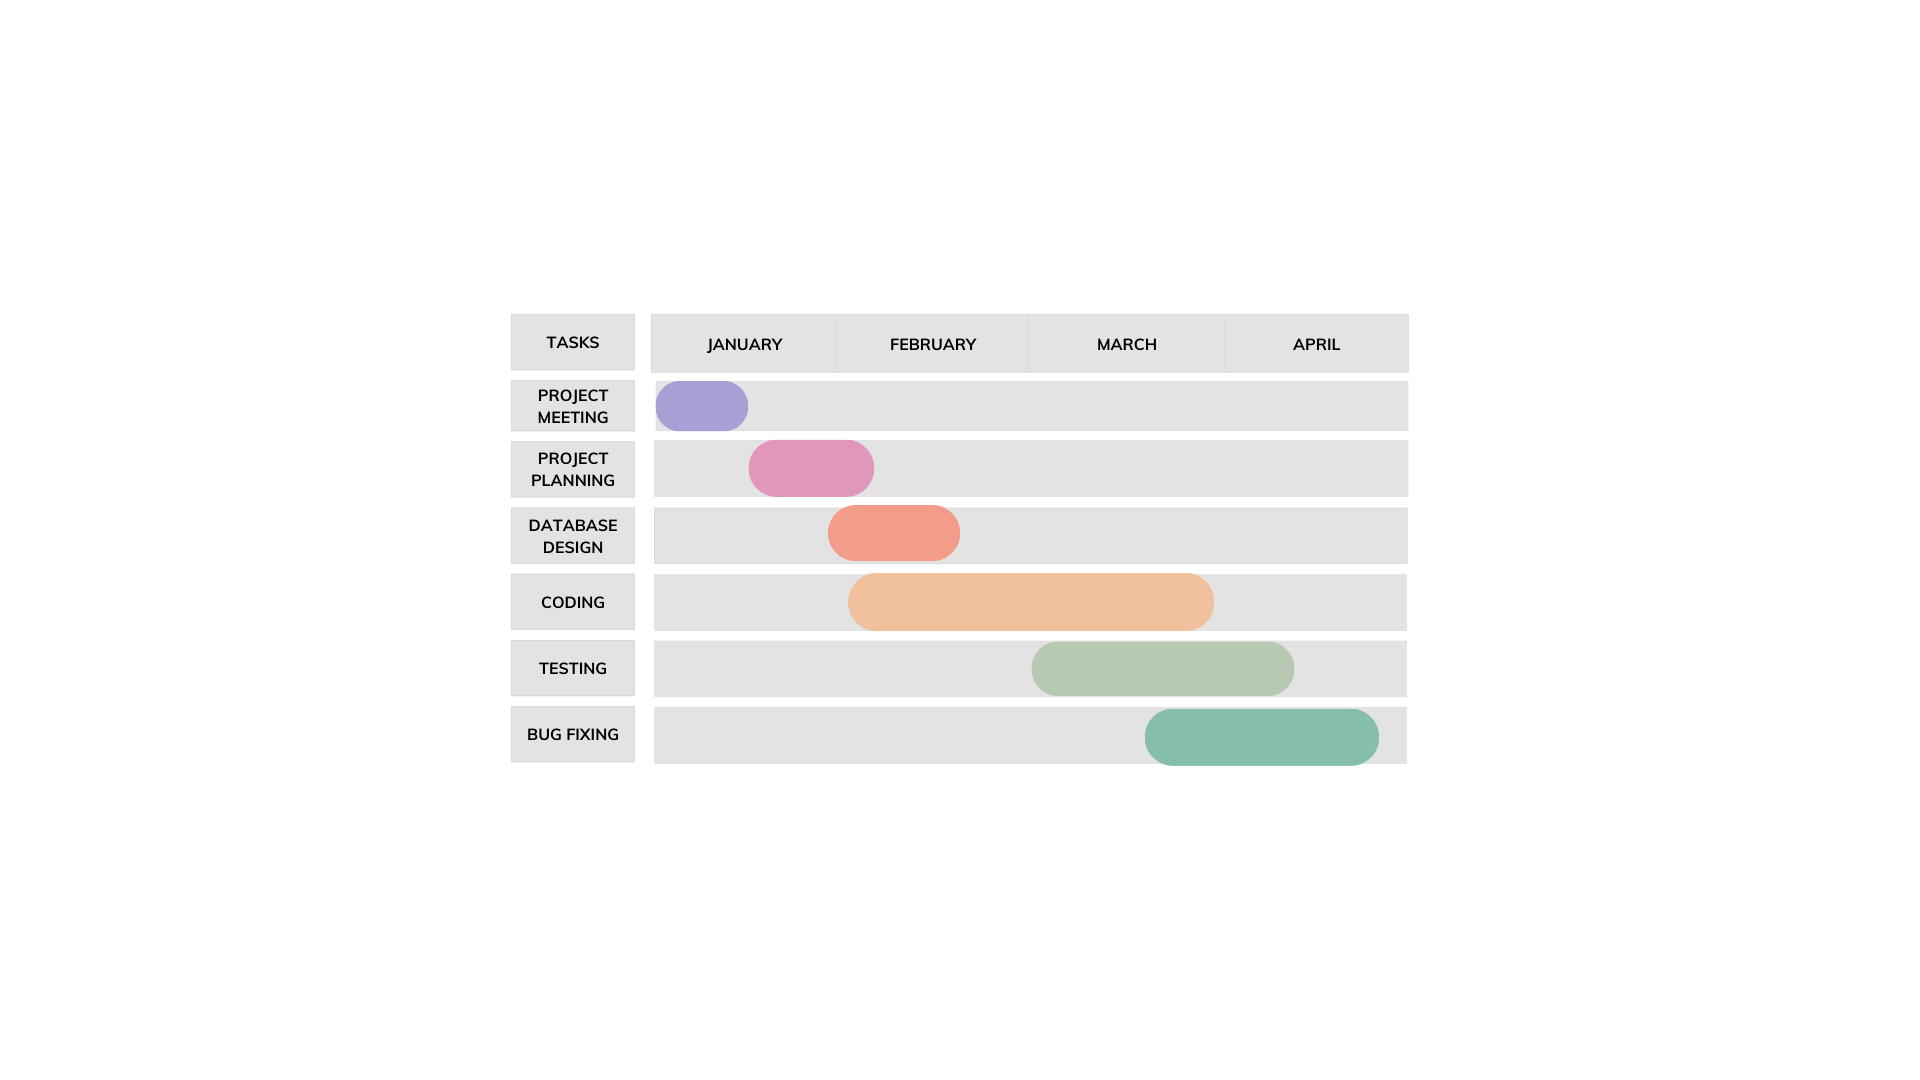 TASKS
JANUARY
FEBRUARY
MARCH
APRIL
PROJECT
MEETING
PROJECT
PLANNING
DATABASE
DESIGN
CODING
TESTING
BUG FIXING